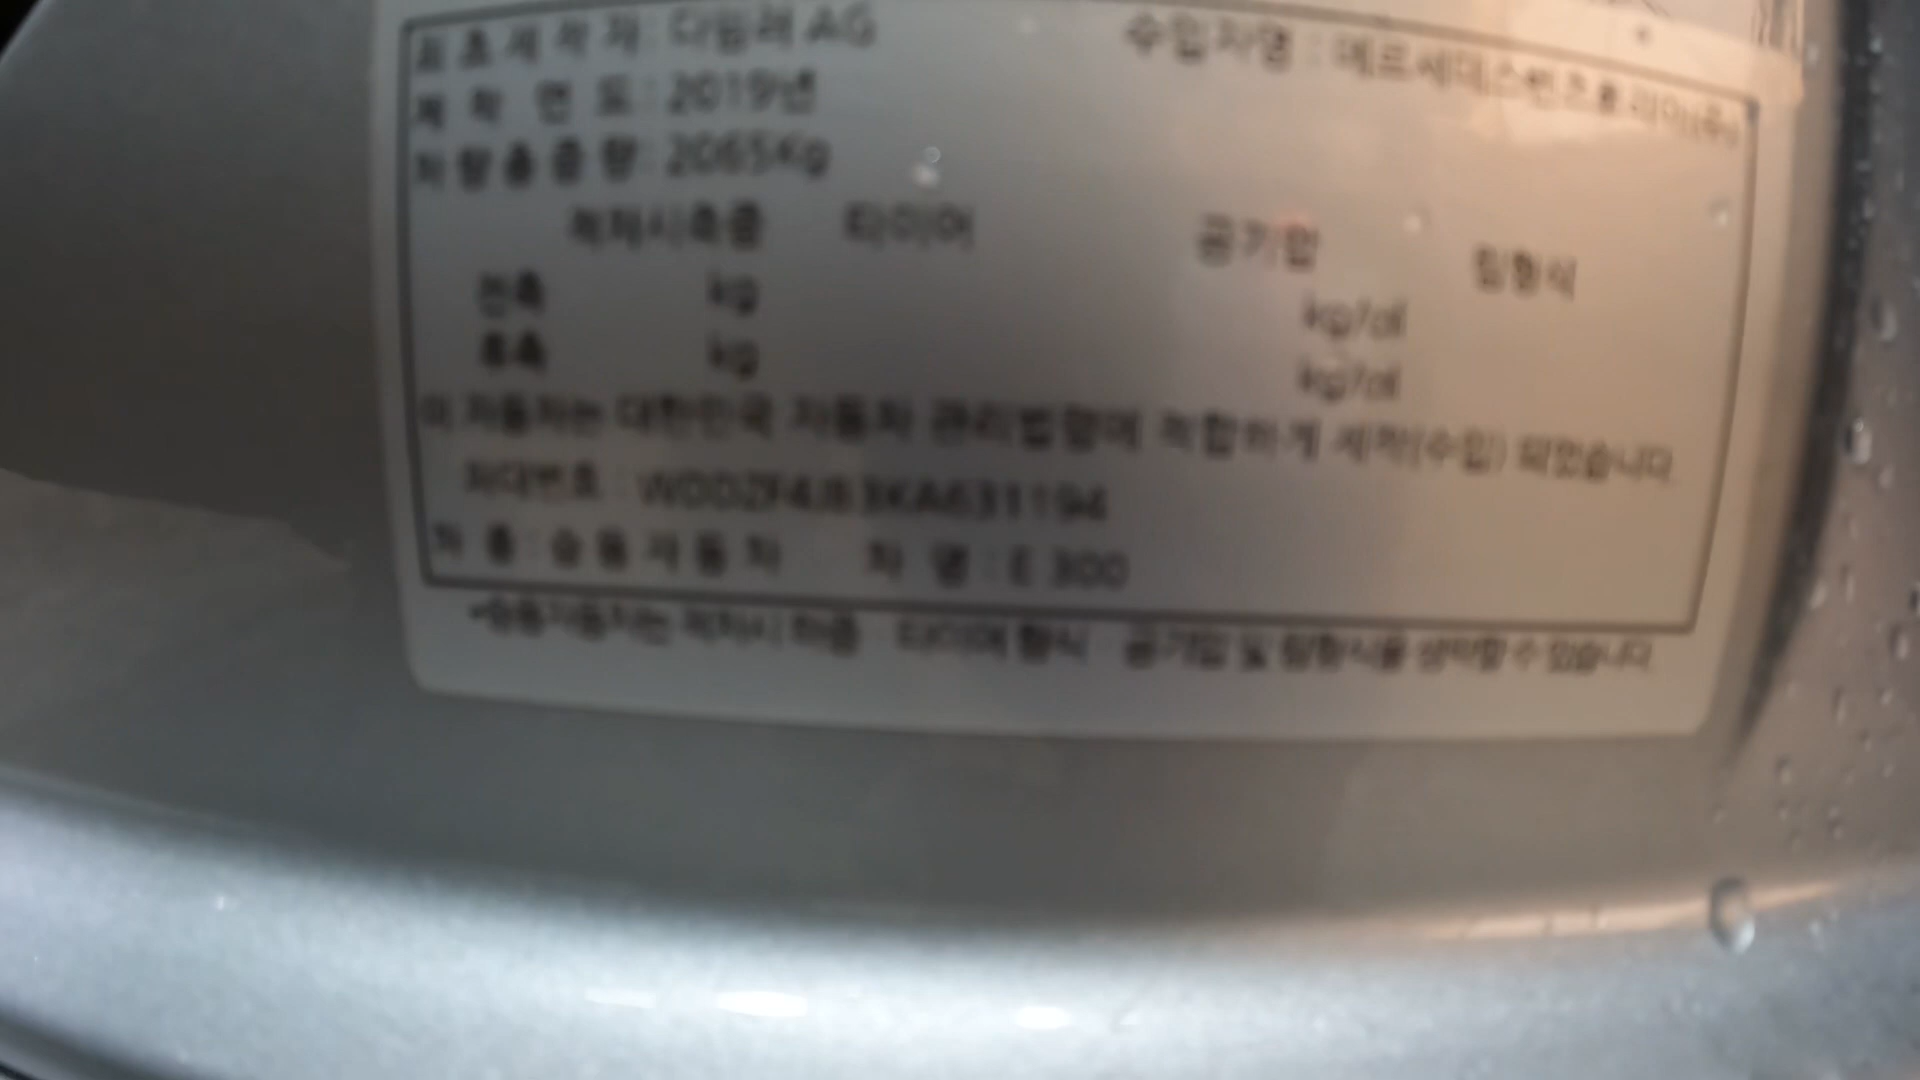 최초제작자: 다임러 AG 수입자명 : 메르세데스벤츠코리아(주)
제 작 연 도: 2019년
차량총중량: 2065Kg
적차시축중 타이어 공기압 림형식
전축 kg kg/㎠
후축 kg kg/㎠
이 자동차는 대한민국 자동차 관리법령에 적합하게 제작(수입) 되었습니다.
차대번호 : WDDZF4JB3KA631194
차 종 : 승용자동차 차 명 : E 300
*승용자동차는 적차시 하중 타이어 형식 공기압 및 림형식을 생략할 수 있습니다.